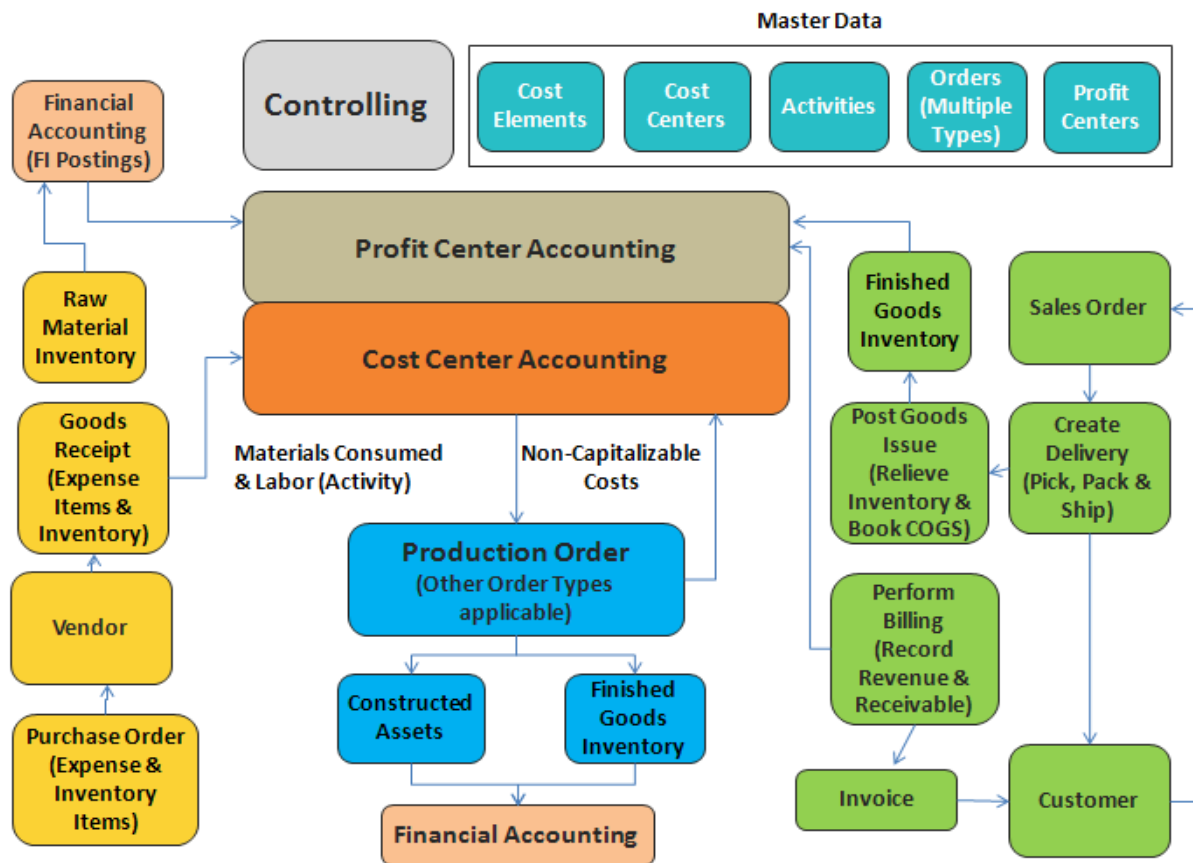 Master Data
Controlling
Cost
Elements
Cost
Centers
Activities
Orders
(Multiple
Types)
Profit
Centers
Financial
Accounting
(FI Postings)
Profit Center Accounting
Cost Center Accounting
Raw
Material
Inventory
Goods
Receipt
(Expense
Items &
Inventory)
Vendor
Purchase Order
(Expense &
Inventory
Items)
Materials Consumed
& Labor (Activity)
Non-Capitalizable
Costs
Production Order
(Other Order Types
applicable)
Constructed
Assets
Finished
Goods
Inventory
Financial Accounting
Finished
Goods
Inventory
Post Goods
Issue
(Relieve
Inventory &
Book COGS)
Perform
Billing
(Record
Revenue &
Receivable)
Invoice
Sales Order
Create
Delivery
(Pick, Pack &
Ship)
Customer